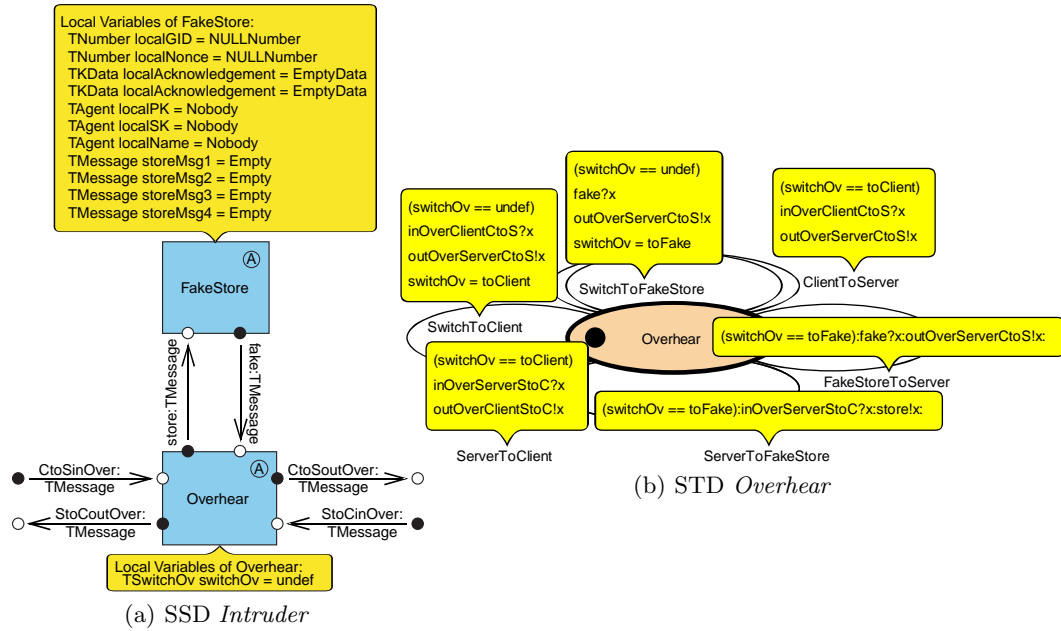 Local Variables of FakeStore:
TNumber localGID = NULLNumber
TNumber localNonce = NULLNumber
TKData localAcknowledgement = EmptyData
TKData localAcknowledgement = EmptyData
TAgent localPK = Nobody
TAgent localSK = Nobody
TAgent localName = Nobody
TMessage storeMsg1 = Empty
TMessage storeMsg2 = Empty
TMessage storeMsg3 = Empty
TMessage storeMsg4 = Empty
A
FakeStore
store:TMessage
fake:TMessage
A
Overhear
CtoSinOver:
TMessage
CtoSoutOver:
TMessage
StoCoutOver:
TMessage
StoCinOver:
TMessage
Local Variables of Overhear:
TSwitchOv switchOv = undef
(a) SSD Intruder
(switchOv == undef)
inOverClientCtoS?x
outOverServerCtoS!x
switchOv = toClient
SwitchToClient
(switchOv == undef)
fake?x
outOverServerCtoS!x
switchOv = toFake
SwitchToFakeStore
(switchOv == toClient)
inOverClientCtoS?x
outOverServerCtoS!x
ClientToServer
Overhear
(switchOv == toFake):fake?x:outOverServerCtoS!x:
FakeStoreToServer
(switchOv == toClient)
inOverServerStoC?x
outOverClientStoC!x
ServerToClient
(switchOv == toFake):inOverServerStoC?x:store!x:
ServerToFakeStore
(b) STD Overhear